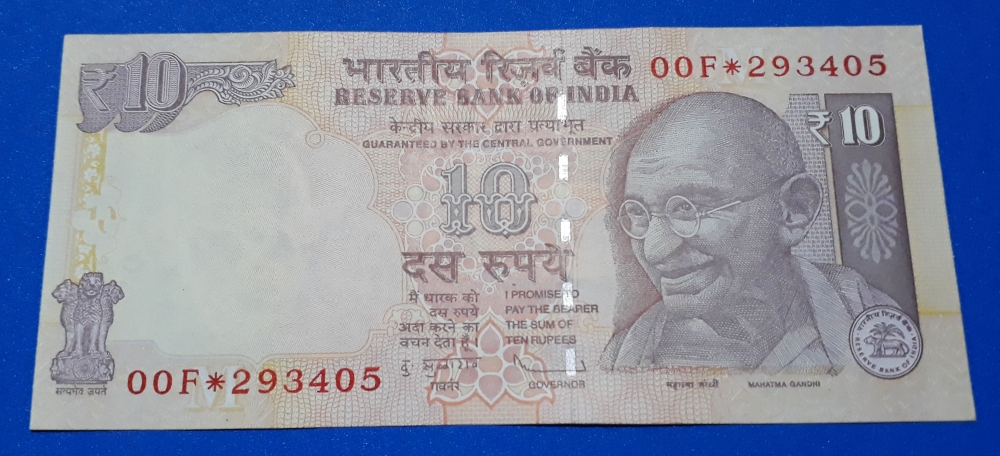 ₹10
भारतीय रिज़र्व बैंक
00F*293405
RESERVE BANK OF INDIA
₹10
केन्द्रीय सरकार द्वारा प्रत्याभूत
GUARANTEED BY THE CENTRAL GOVERNMENT
10
दस रुपये
मैं धारक को
दस रुपये
अदा करने का
वचन देता हूँ।
I PROMISE TO
PAY THE BEARER
THE SUM OF
TEN RUPEES
गवर्नर
GOVERNOR
महात्मा गांधी
MAHATMA GANDHI
भारतीय रिज़र्व बैंक
RESERVE BANK OF INDIA
सत्यमेव जयते
00F*293405
M
M